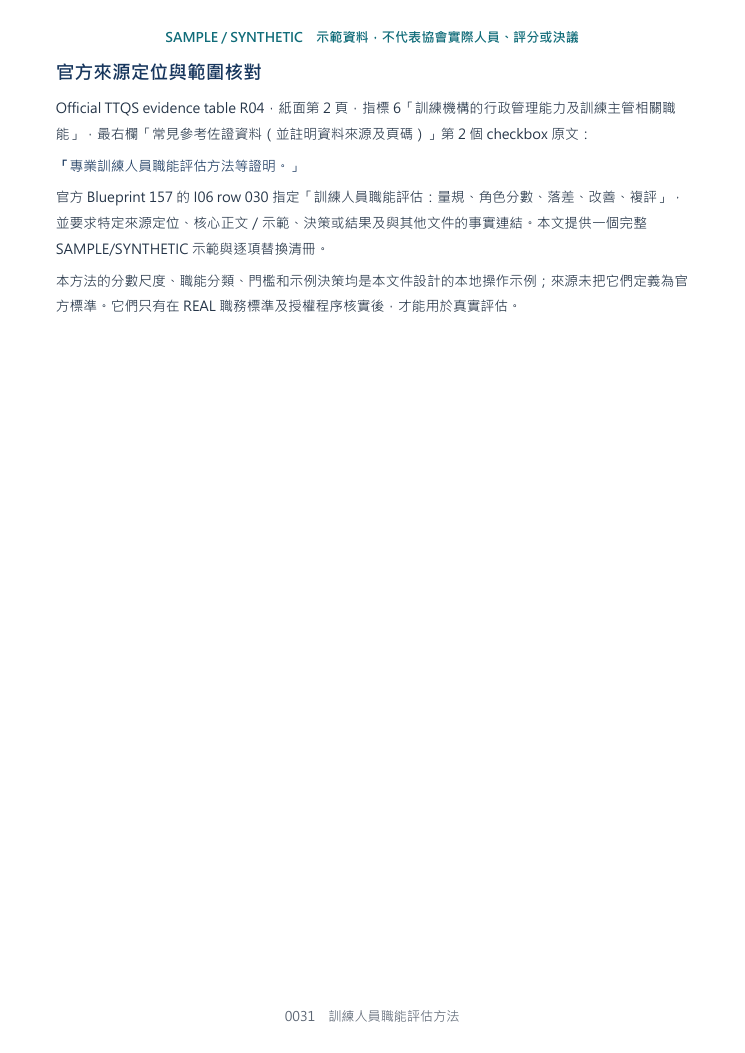 SAMPLE / SYNTHETIC　示範資料，不代表協會實際人員、評分或決議
官方來源定位與範圍核對
Official TTQS evidence table R04，紙面第 2 頁，指標 6「訓練機構的行政管理能力及訓練主管相關職
能」，最右欄「常見參考佐證資料（並註明資料來源及頁碼）」第 2 個 checkbox 原文：
「專業訓練人員職能評估方法等證明。」
官方 Blueprint 157 的 I06 row 030 指定「訓練人員職能評估：量規、角色分數、落差、改善、複評」，
並要求特定來源定位、核心正文／示範、決策或結果及與其他文件的事實連結。本文提供一個完整
SAMPLE/SYNTHETIC 示範與逐項替換清冊。
本方法的分數尺度、職能分類、門檻和示例決策均是本文件設計的本地操作示例；來源未把它們定義為官
方標準。它們只有在 REAL 職務標準及授權程序核實後，才能用於真實評估。
0031　訓練人員職能評估方法